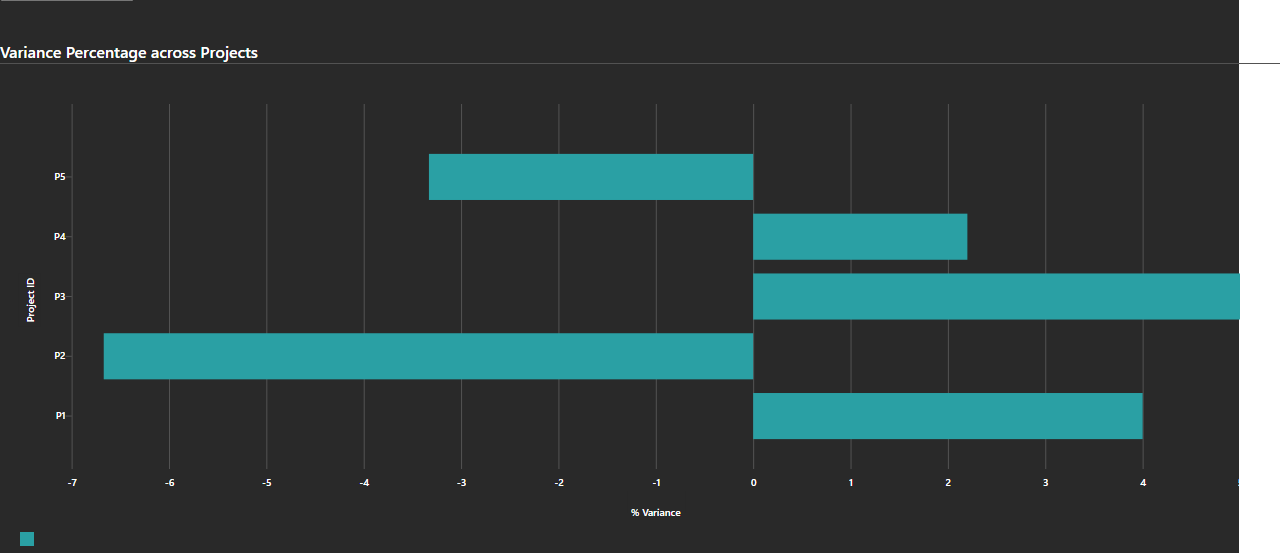 Variance Percentage across Projects
P5
P4
P3
P2
P1
Project ID
-7 -6 -5 -4 -3 -2 -1 0 1 2 3 4
% Variance